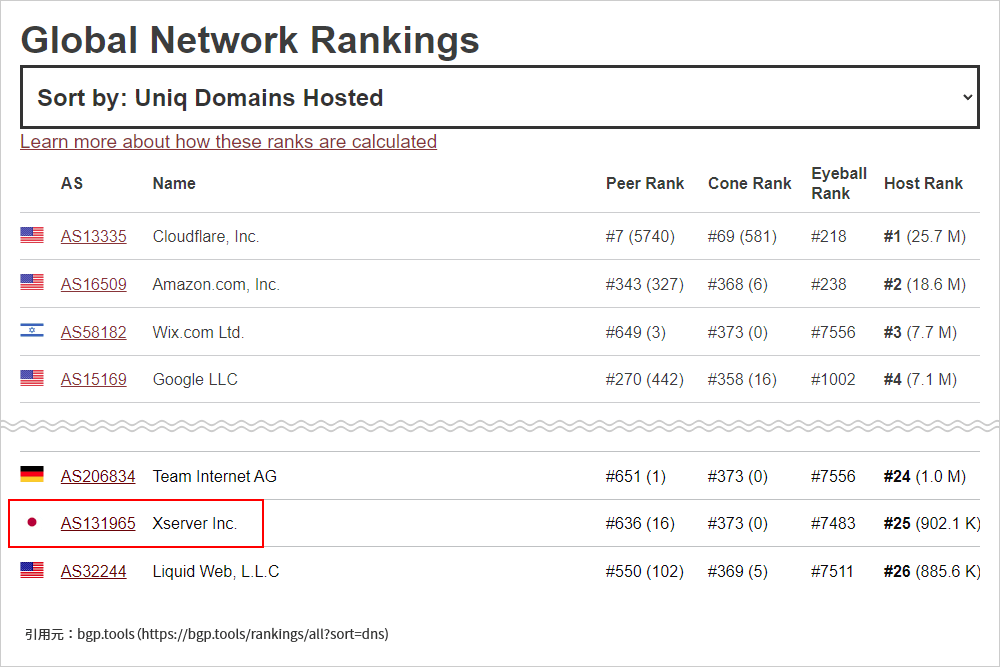 Global Network Rankings
Sort by: Uniq Domains Hosted
Learn more about how these ranks are calculated
AS Name Peer Rank Cone Rank Eyeball Rank Host Rank
AS13335 Cloudflare, Inc. #7 (5740) #69 (581) #218 #1 (25.7 M)
AS16509 Amazon.com, Inc. #343 (327) #368 (6) #238 #2 (18.6 M)
AS58182 Wix.com Ltd. #649 (3) #373 (0) #7556 #3 (7.7 M)
AS15169 Google LLC #270 (442) #358 (16) #1002 #4 (7.1 M)
AS206834 Team Internet AG #651 (1) #373 (0) #7556 #24 (1.0 M)
AS131965 Xserver Inc. #636 (16) #373 (0) #7483 #25 (902.1 K)
AS32244 Liquid Web, L.L.C #550 (102) #369 (5) #7511 #26 (885.6 K)
引用元：bgp.tools（https://bgp.tools/rankings/all?sort=dns）